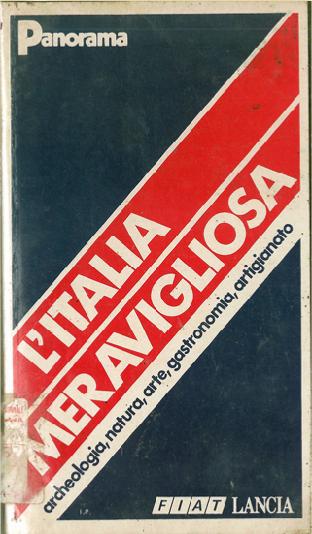 Panorama
L'ITALIA
MERAVIGLIOSA
archeologia, natura, arte, gastronomia, artigianato
FIAT LANCIA